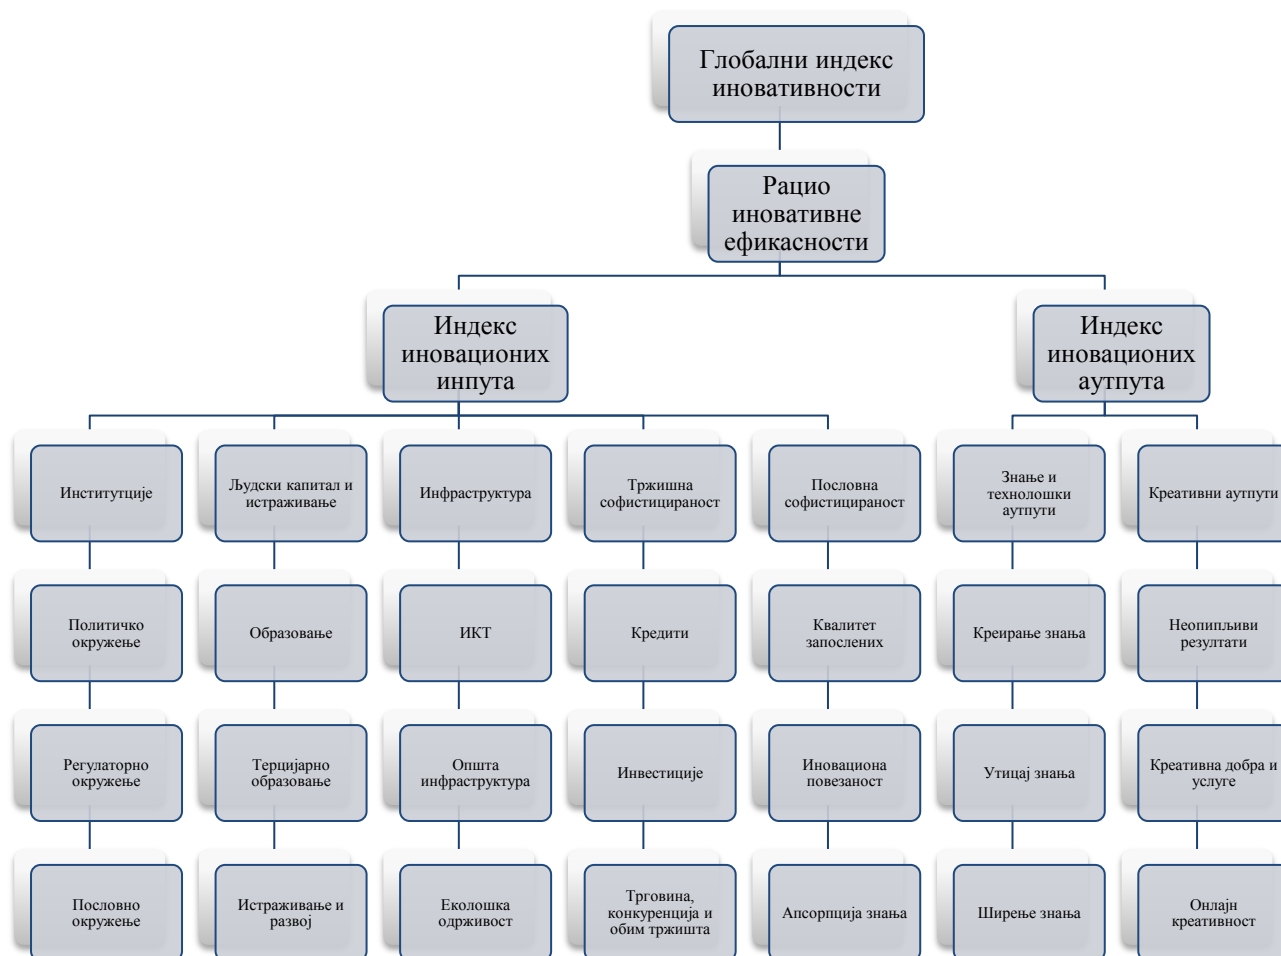 Глобални индекс
иновативности
Рацио
иновативне
ефикасности
Индекс
иновационих
инпута
Индекс
иновационих
аутпута
Институтције
Људски капитал и
истраживање
Инфраструктура
Тржишна
софистицираност
Пословна
софистицираност
Знање и
технолошки
аутпути
Креативни аутпути
Политичко
окружење
Образовање
ИКТ
Кредити
Квалитет
запослених
Креирање знања
Неопипљиви
резултати
Регулаторно
окружење
Терцијарно
образовање
Општа
инфраструктура
Инвестиције
Иновациона
повезаност
Утицај знања
Креативна добра и
услуге
Пословно
окружење
Истраживање и
развој
Еколошка
одрживост
Трговина,
конкуренција и
обим тржишта
Апсорпција знања
Ширење знања
Онлајн
креативност